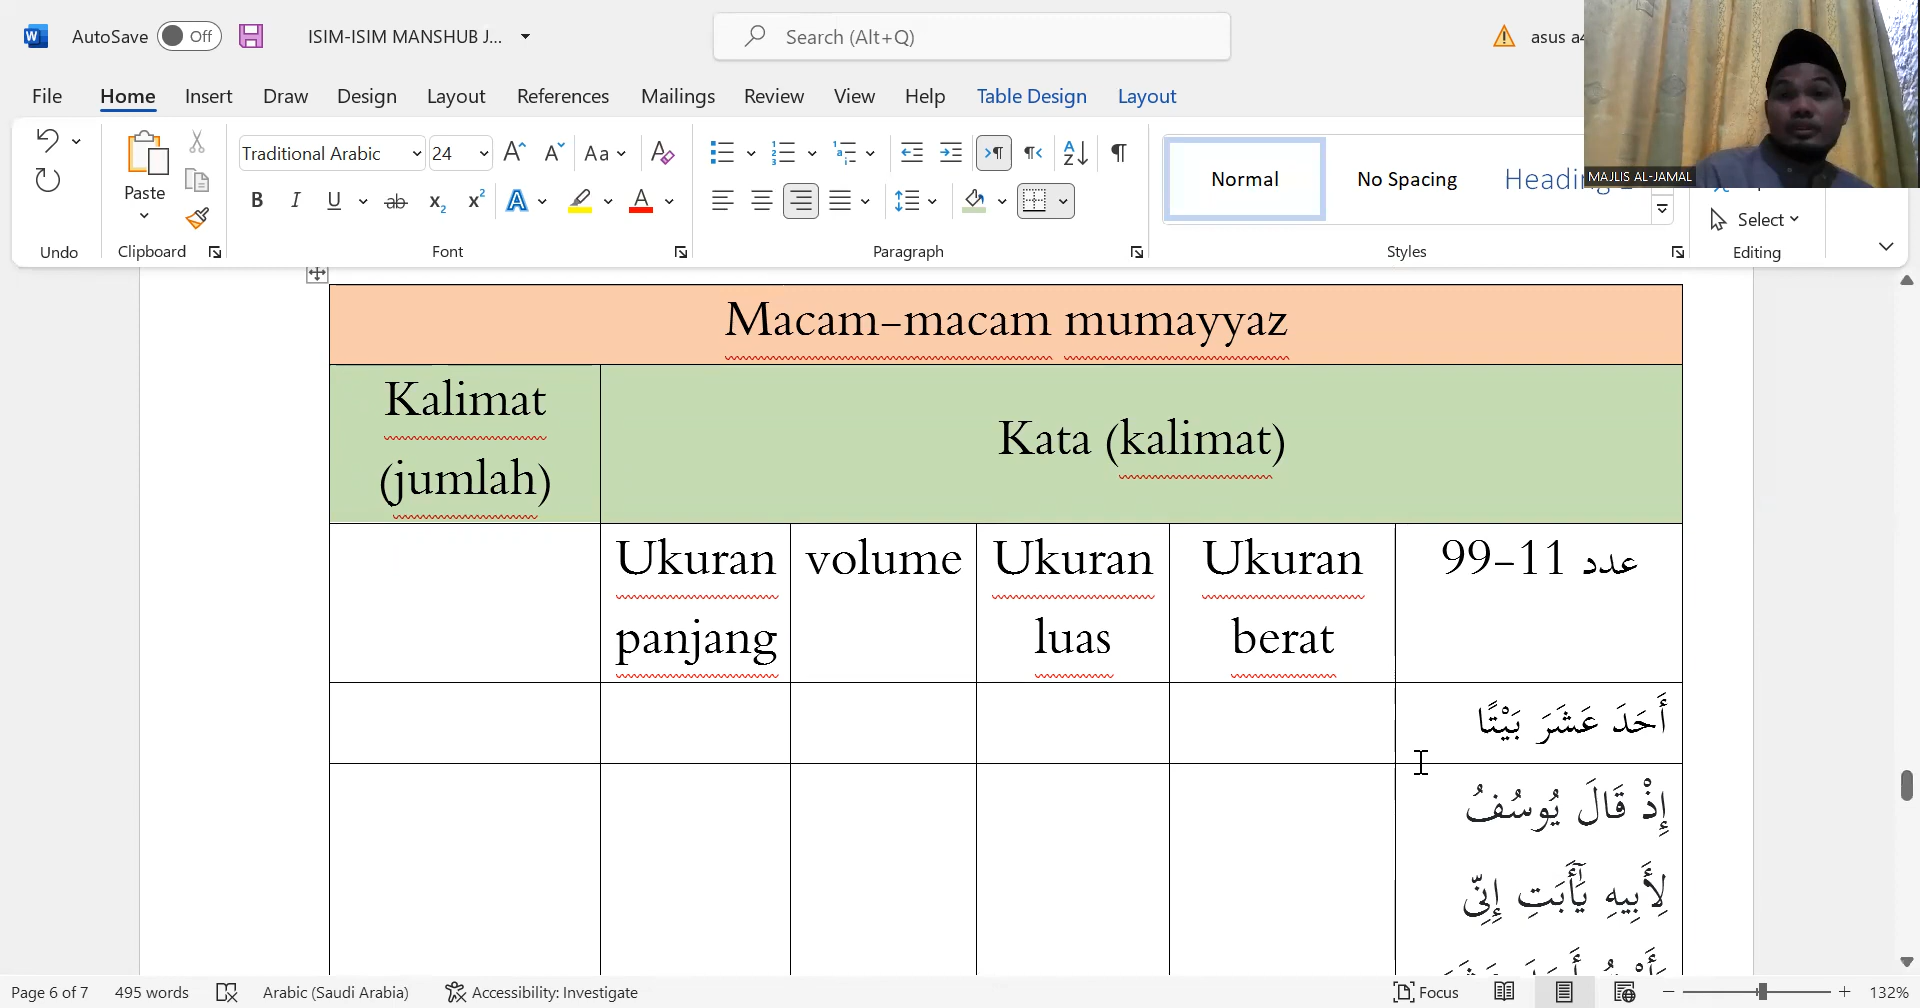 AutoSave Off ISIM-ISIM MANSHUB J... Search (Alt+Q) asus a4
File Home Insert Draw Design Layout References Mailings Review View Help Table Design Layout
MAJLIS AL-JAMAL
Paste
Traditional Arabic 24 Aa
Normal No Spacing Heading
Select
Undo Clipboard Font Paragraph Styles Editing
Macam-macam mumayyaz
Kalimat
(jumlah)
Kata (kalimat)
Ukuran
panjang
volume
Ukuran
luas
Ukuran
berat
عدد 11-99
أَحَدَ عَشَرَ بَيْتًا
إِذْ قَالَ يُوسُفُ
لِأَبِيهِ يَٰٓأَبَتِ إِنِّي
Page 6 of 7 495 words Arabic (Saudi Arabia) Accessibility: Investigate Focus 132%